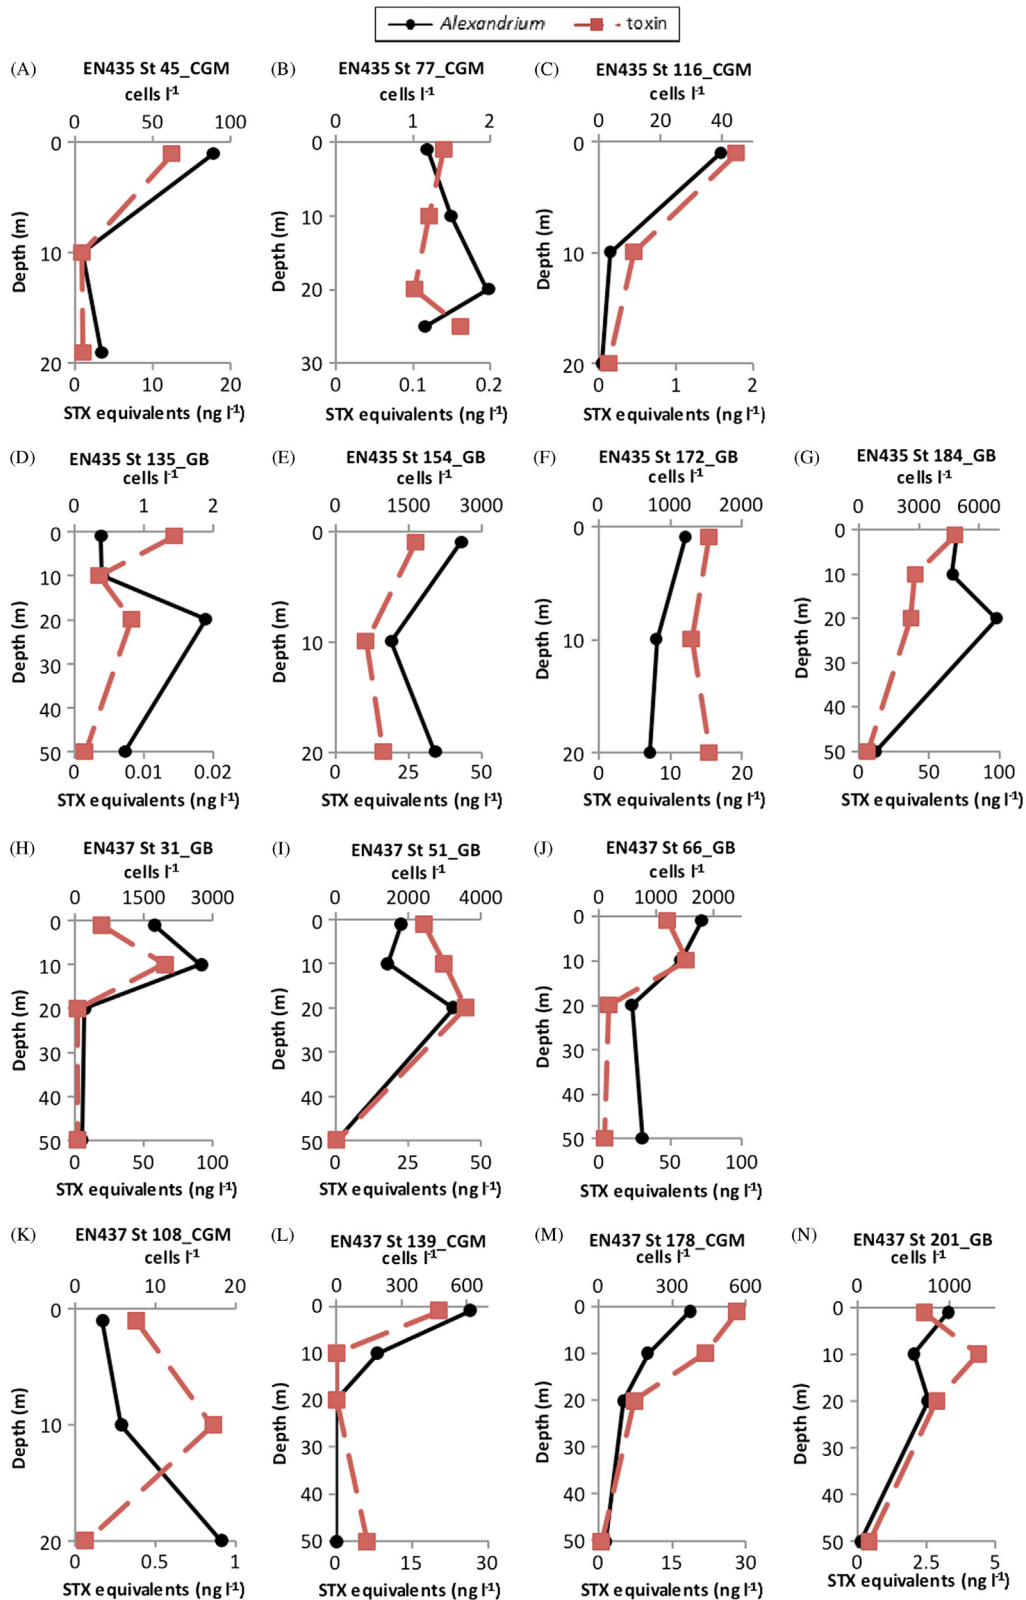 Alexandrium toxin
(A) EN435 St 45_CGM
cells l⁻¹
0 50 100
0
10
20
Depth (m)
0 10 20
STX equivalents (ng l⁻¹)
(B) EN435 St 77_CGM
cells l⁻¹
0 1 2
0
10
20
30
Depth (m)
0 0.1 0.2
STX equivalents (ng l⁻¹)
(C) EN435 St 116_CGM
cells l⁻¹
0 20 40
0
10
20
Depth (m)
0 1 2
STX equivalents (ng l⁻¹)
(D) EN435 St 135_GB
cells l⁻¹
0 1 2
0
10
20
30
40
50
Depth (m)
0 0.01 0.02
STX equivalents (ng l⁻¹)
(E) EN435 St 154_GB
cells l⁻¹
0 1500 3000
0
10
20
Depth (m)
0 25 50
STX equivalents (ng l⁻¹)
(F) EN435 St 172_GB
cells l⁻¹
0 1000 2000
0
10
20
Depth (m)
0 10 20
STX equivalents (ng l⁻¹)
(G) EN435 St 184_GB
cells l⁻¹
0 3000 6000
0
10
20
30
40
50
Depth (m)
0 50 100
STX equivalents (ng l⁻¹)
(H) EN437 St 31_GB
cells l⁻¹
0 1500 3000
0
10
20
30
40
50
Depth (m)
0 50 100
STX equivalents (ng l⁻¹)
(I) EN437 St 51_GB
cells l⁻¹
0 2000 4000
0
10
20
30
40
50
Depth (m)
0 25 50
STX equivalents (ng l⁻¹)
(J) EN437 St 66_GB
cells l⁻¹
0 1000 2000
0
10
20
30
40
50
Depth (m)
0 50 100
STX equivalents (ng l⁻¹)
(K) EN437 St 108_CGM
cells l⁻¹
0 10 20
0
10
20
Depth (m)
0 0.5 1
STX equivalents (ng l⁻¹)
(L) EN437 St 139_CGM
cells l⁻¹
0 300 600
0
10
20
30
40
50
Depth (m)
0 15 30
STX equivalents (ng l⁻¹)
(M) EN437 St 178_CGM
cells l⁻¹
0 300 600
0
10
20
30
40
50
Depth (m)
0 15 30
STX equivalents (ng l⁻¹)
(N) EN437 St 201_GB
cells l⁻¹
0 1000
0
10
20
30
40
50
Depth (m)
0 2.5 5
STX equivalents (ng l⁻¹)